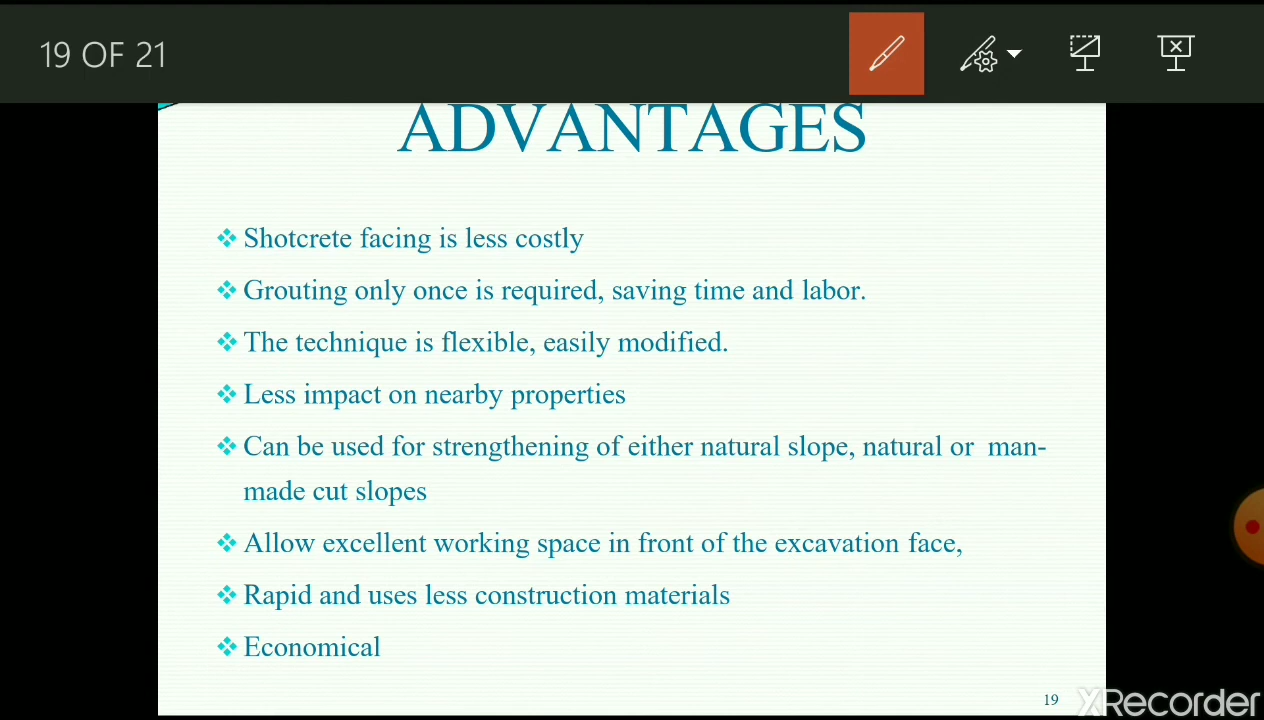 19 OF 21
ADVANTAGES
Shotcrete facing is less costly
Grouting only once is required, saving time and labor.
The technique is flexible, easily modified.
Less impact on nearby properties
Can be used for strengthening of either natural slope, natural or man-
made cut slopes
Allow excellent working space in front of the excavation face,
Rapid and uses less construction materials
Economical
19
XRecorder